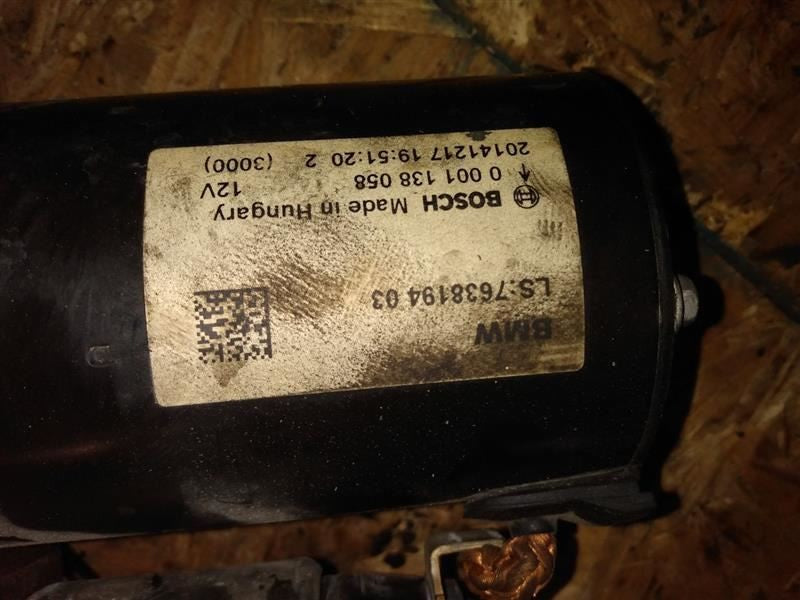 BMW
LS:7638194 03
BOSCH Made in Hungary
0 001 138 058 12V
20141217 19:51:20 2 (3000)